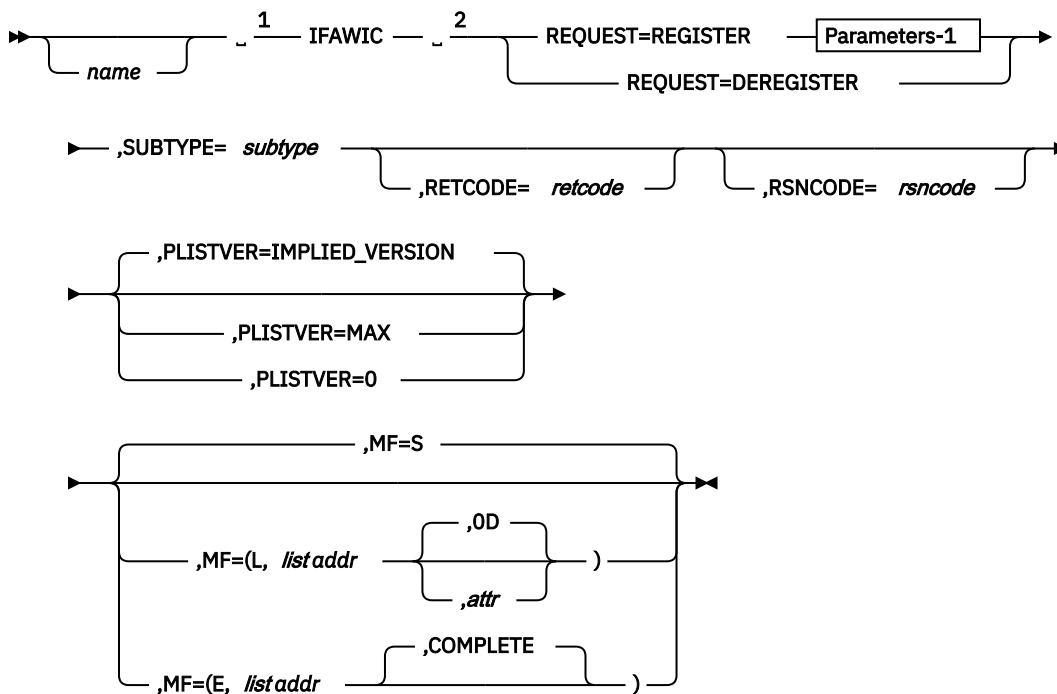 1 IFAWIC 2 REQUEST=REGISTER Parameters-1
name
REQUEST=DEREGISTER
,SUBTYPE= subtype
,RETCODE= retcode ,RSNCODE= rsncode
,PLISTVER=IMPLIED_VERSION
,PLISTVER=MAX
,PLISTVER=0
,MF=S
,0D
,MF=(L, list addr )
,attr
,COMPLETE
,MF=(E, list addr )